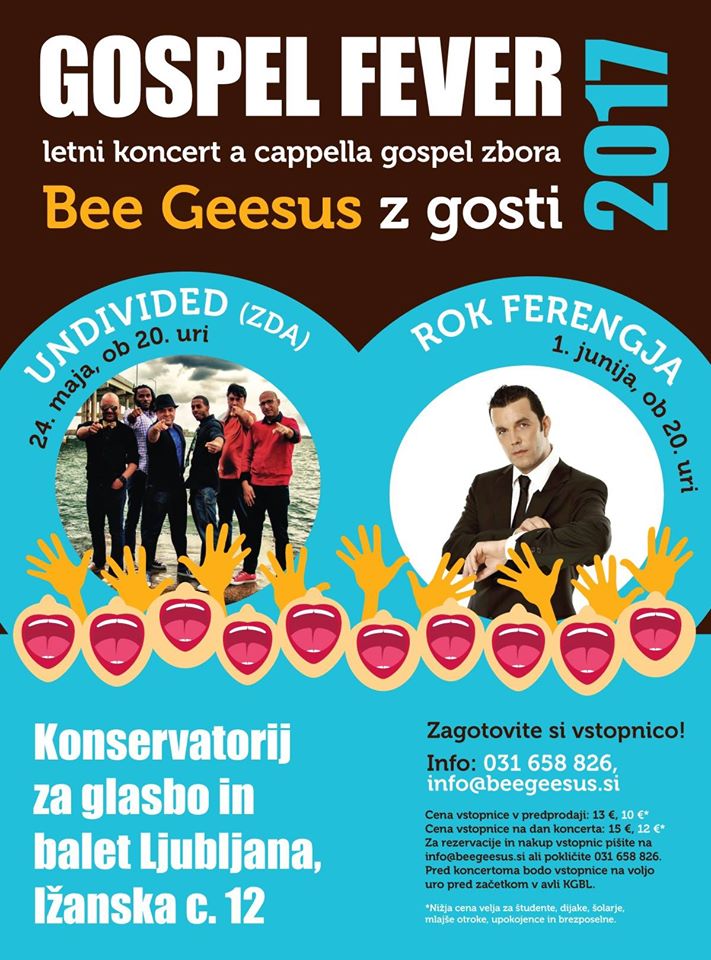 GOSPEL FEVER
2017
letni koncert a cappella gospel zbora
Bee Geesus z gosti
UNDIVIDED (ZDA)
24. maja, ob 20. uri
ROK FERENGJA
1. junija, ob 20. uri
Konservatorij
za glasbo in
balet Ljubljana,
Ižanska c. 12
Zagotovite si vstopnico!
Info: 031 658 826,
info@beegeesus.si
Cena vstopnice v predprodaji: 13 €, 10 €*
Cena vstopnice na dan koncerta: 15 €, 12 €*
Za rezervacije in nakup vstopnic pišite na
info@beegeesus.si ali pokličite 031 658 826.
Pred koncertoma bodo vstopnice na voljo
uro pred začetkom v avli KGBL.
*Nižja cena velja za študente, dijake, šolarje,
mlajše otroke, upokojence in brezposelne.